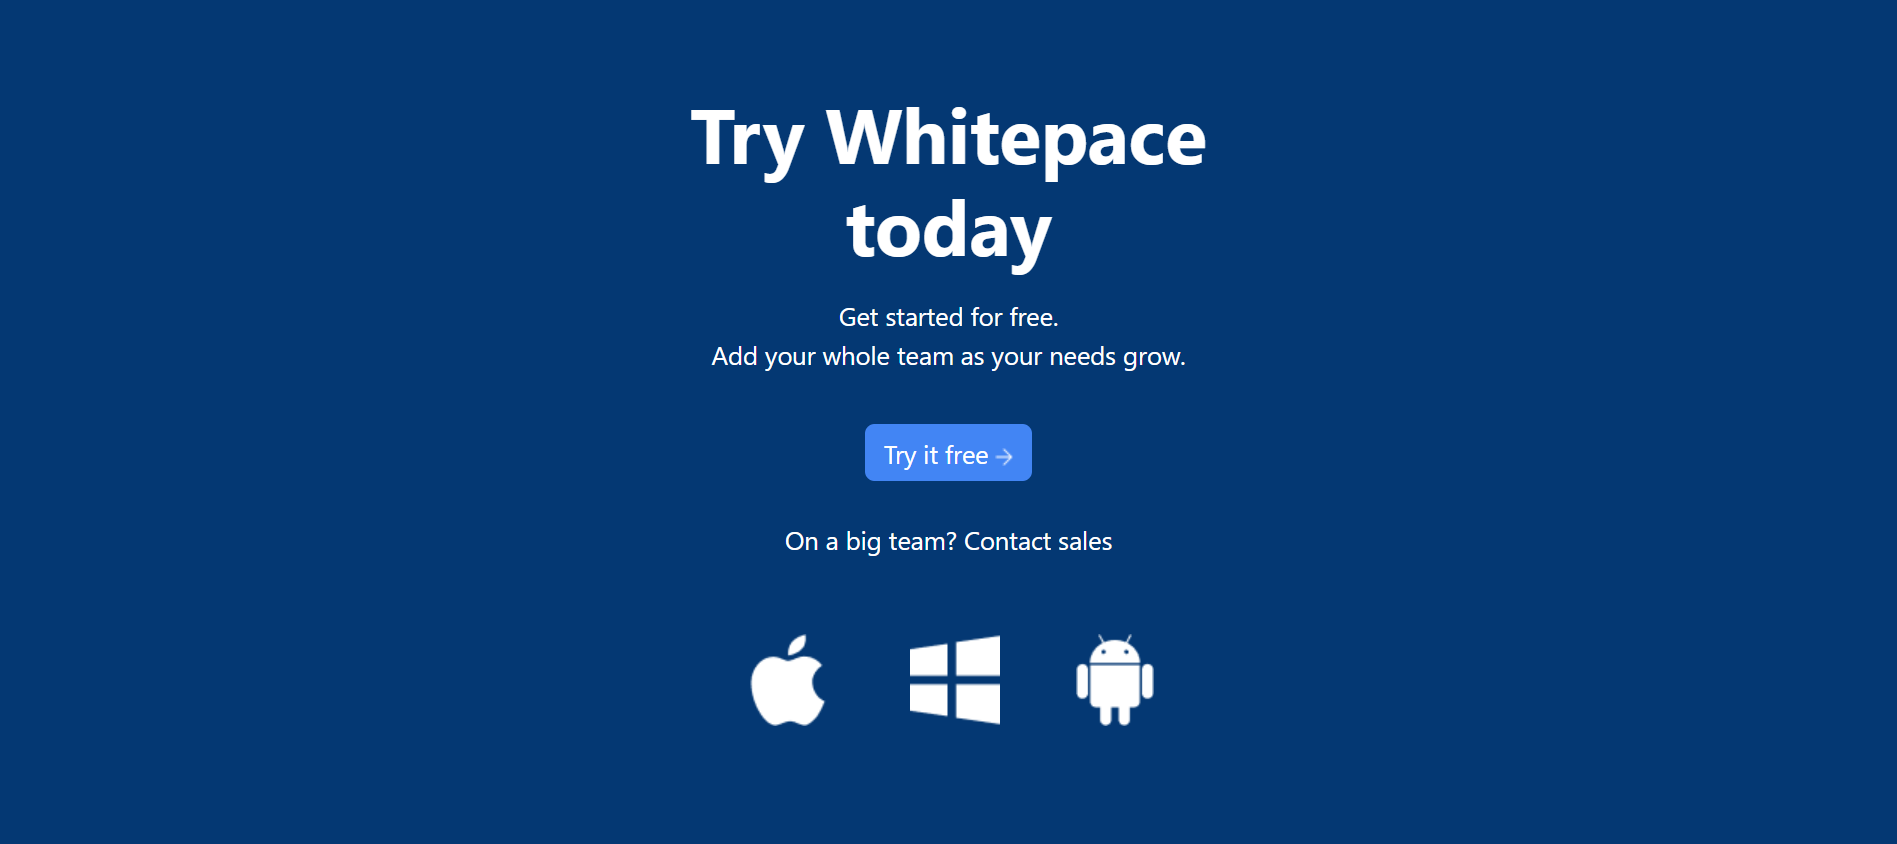 Try Whitepace
today
Get started for free.
Add your whole team as your needs grow.
Try it free →
On a big team? Contact sales